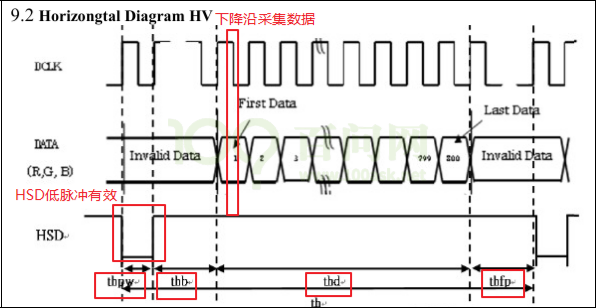 9.2 Horizongtal Diagram HV 下降沿采集数据
DCLK
First Data
Last Data
DATA
(R,G, B)
Invalid Data
1
2
3
799
800
Invalid Data
HSD低脉冲有效
HSD
thpw
thb
thd
thfp
th